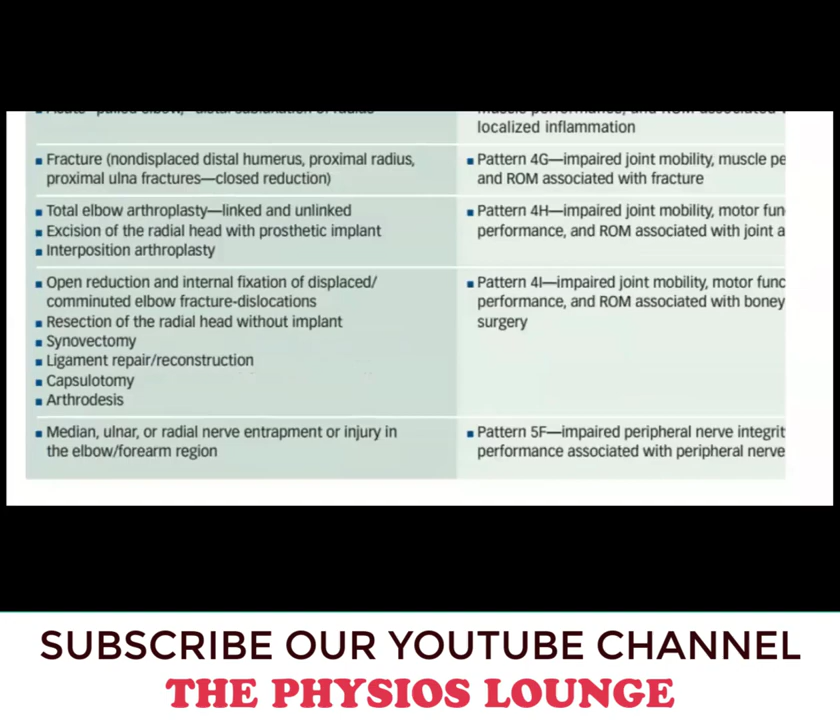 localized inflammation
Fracture (nondisplaced distal humerus, proximal radius,
proximal ulna fractures—closed reduction)
Pattern 4G—impaired joint mobility, muscle pe
and ROM associated with fracture
Total elbow arthroplasty—linked and unlinked
Excision of the radial head with prosthetic implant
Interposition arthroplasty
Pattern 4H—impaired joint mobility, motor fun
performance, and ROM associated with joint a
Open reduction and internal fixation of displaced/
comminuted elbow fracture-dislocations
Resection of the radial head without implant
Synovectomy
Ligament repair/reconstruction
Capsulotomy
Arthrodesis
Pattern 4I—impaired joint mobility, motor func
performance, and ROM associated with boney
surgery
Median, ulnar, or radial nerve entrapment or injury in
the elbow/forearm region
Pattern 5F—impaired peripheral nerve integrit
performance associated with peripheral nerve
SUBSCRIBE OUR YOUTUBE CHANNEL
THE PHYSIOS LOUNGE